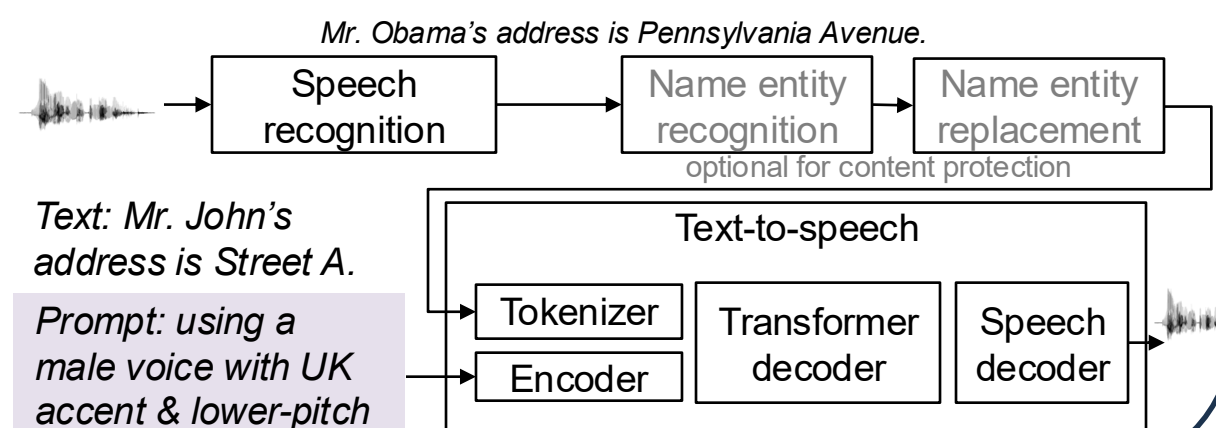 Mr. Obama's address is Pennsylvania Avenue.
Speech
recognition
Name entity
recognition
Name entity
replacement
optional for content protection
Text: Mr. John's
address is Street A.
Prompt: using a
male voice with UK
accent & lower-pitch
Text-to-speech
Tokenizer
Encoder
Transformer
decoder
Speech
decoder